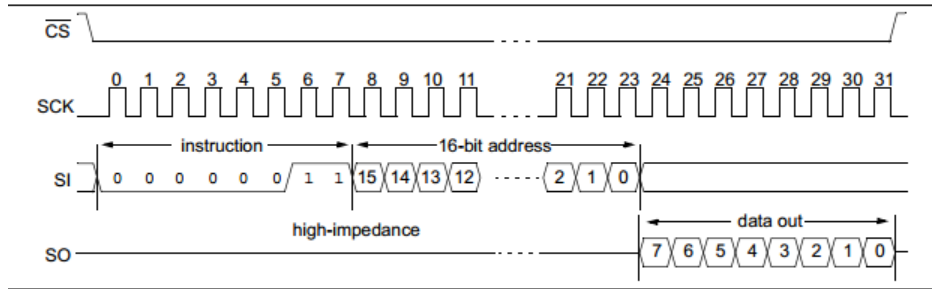 CS
0 1 2 3 4 5 6 7 8 9 10 11 21 22 23 24 25 26 27 28 29 30 31
SCK
instruction 16-bit address
SI 0 0 0 0 0 0 1 1 15 14 13 12 2 1 0
high-impedance data out
SO 7 6 5 4 3 2 1 0